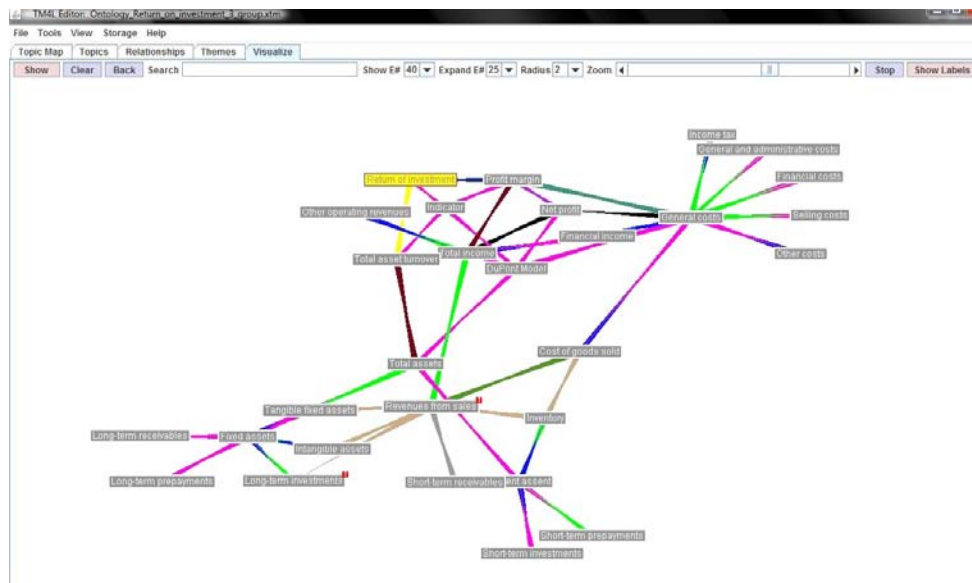 TM4L Editor: Ontology_Return_on_investment_3_group.xtm
File Tools View Storage Help
Topic Map Topics Relationships Themes Visualize
Show Clear Back Search Show E# 40 Expand E# 25 Radius 2 Zoom Stop Show Labels
Income tax
General and administrative costs
Return of investment Profit margin Financial costs
Other operating revenues Indicator Net profit General costs Selling costs
Financial income
Total asset turnover Total income Other costs
DuPont Model
Cost of goods sold
Total assets
Tangible fixed assets Revenues from sales Inventory
Long-term receivables Fixed assets
Intangible assets
Long-term prepayments Long-term investments Short term receivables ent assent
Short-term prepayments
Short-term investments